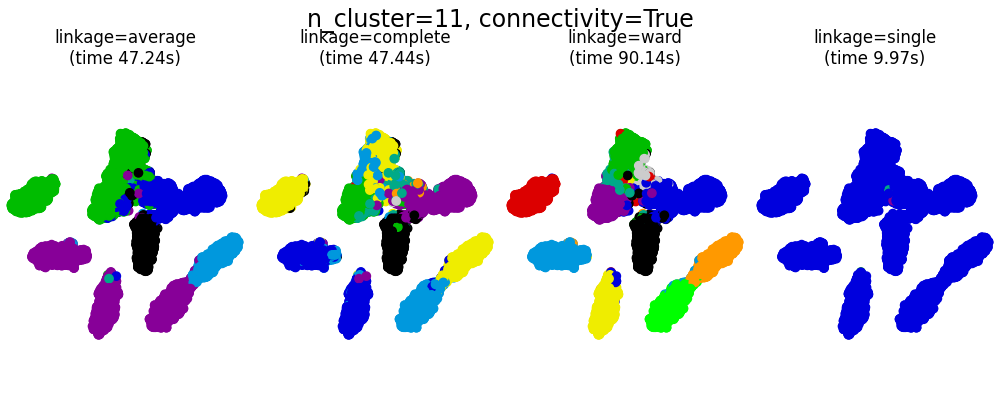 n_cluster=11, connectivity=True
linkage=average
(time 47.24s)
linkage=complete
(time 47.44s)
linkage=ward
(time 90.14s)
linkage=single
(time 9.97s)